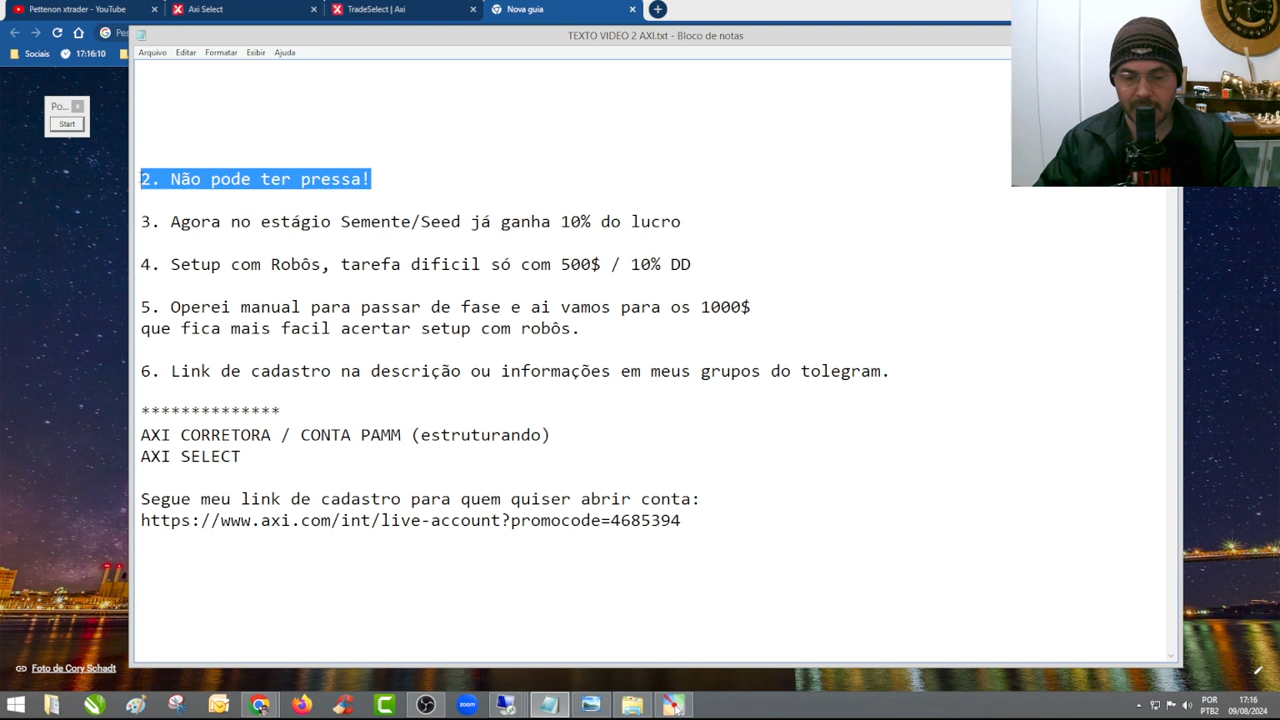 Pettenon xtrader - YouTube
Axi Select
TradeSelect | Axi
Nova guia
TEXTO VIDEO 2 AXI.txt - Bloco de notas
Sociais
17:16:10
Arquivo Editar Formatar Exibir Ajuda
Po...
Start
2. Não pode ter pressa!
3. Agora no estágio Semente/Seed já ganha 10% do lucro
4. Setup com Robôs, tarefa dificil só com 500$ / 10% DD
5. Operei manual para passar de fase e ai vamos para os 1000$
que fica mais facil acertar setup com robôs.
6. Link de cadastro na descrição ou informações em meus grupos do tolegram.
**************
AXI CORRETORA / CONTA PAMM (estruturando)
AXI SELECT
Segue meu link de cadastro para quem quiser abrir conta:
https://www.axi.com/int/live-account?promocode=4685394
Foto de Cory Schadt
zoom
POR
PTB2
17:16
09/08/2024